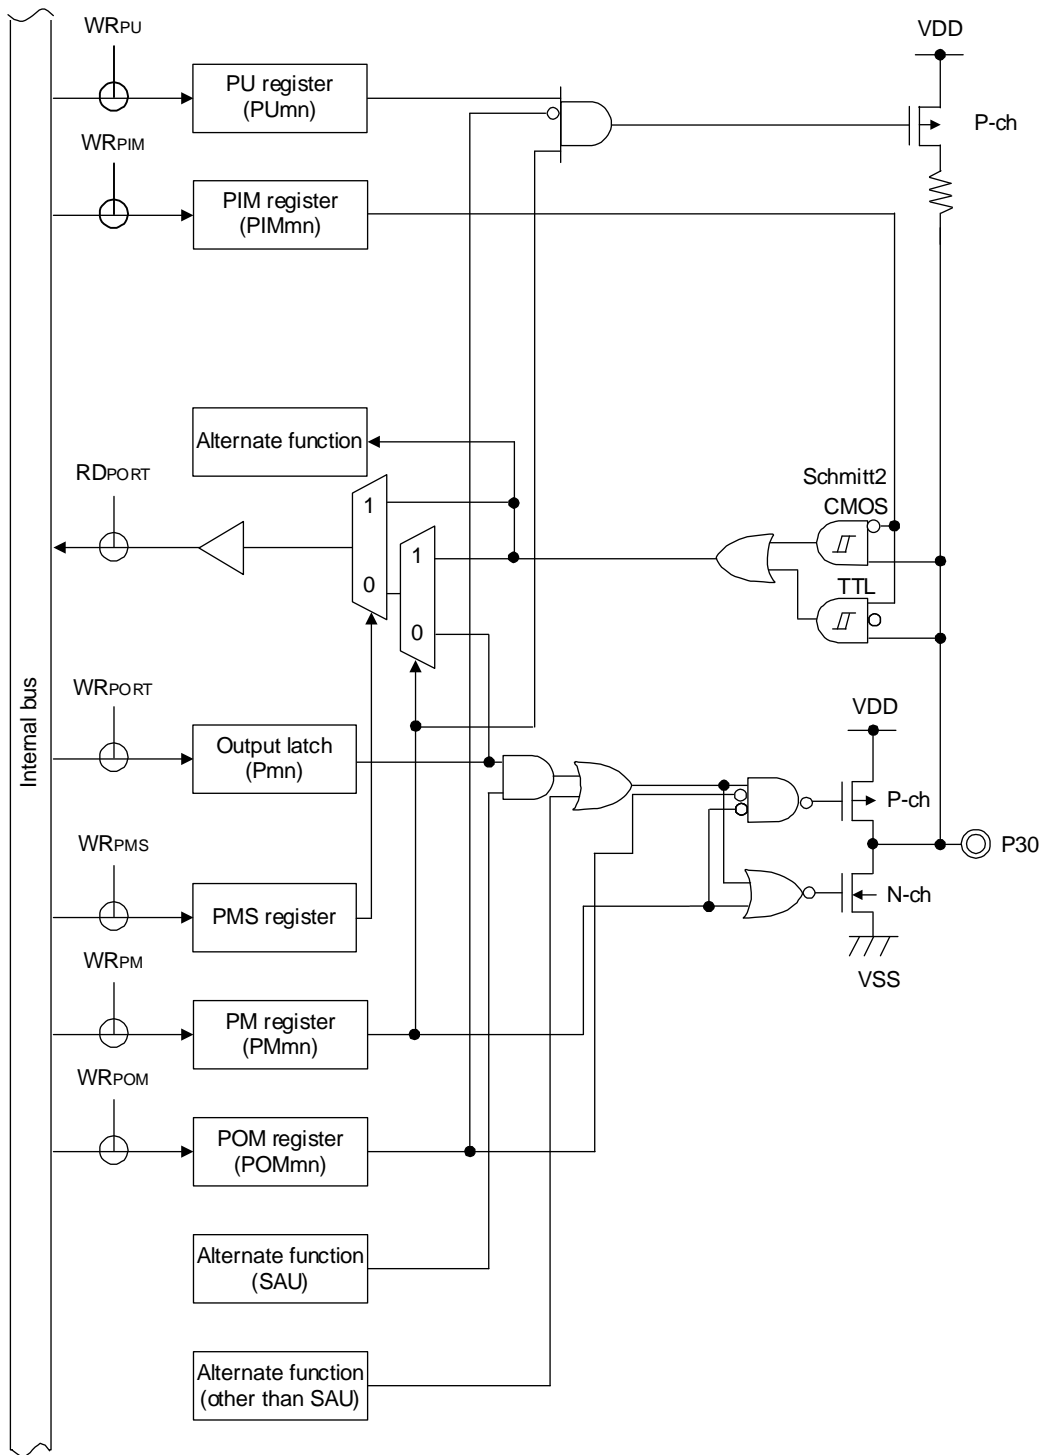 WRPU
VDD
PU register
(PUmn)
P-ch
WRPIM
PIM register
(PIMmn)
Alternate function
RDPORT
1
0
1
0
Schmitt2
CMOS
TTL
Internal bus
WRPORT
Output latch
(Pmn)
VDD
P-ch
P30
WRPMS
PMS register
N-ch
VSS
WRPM
PM register
(PMmn)
WRPOM
POM register
(POMmn)
Alternate function
(SAU)
Alternate function
(other than SAU)